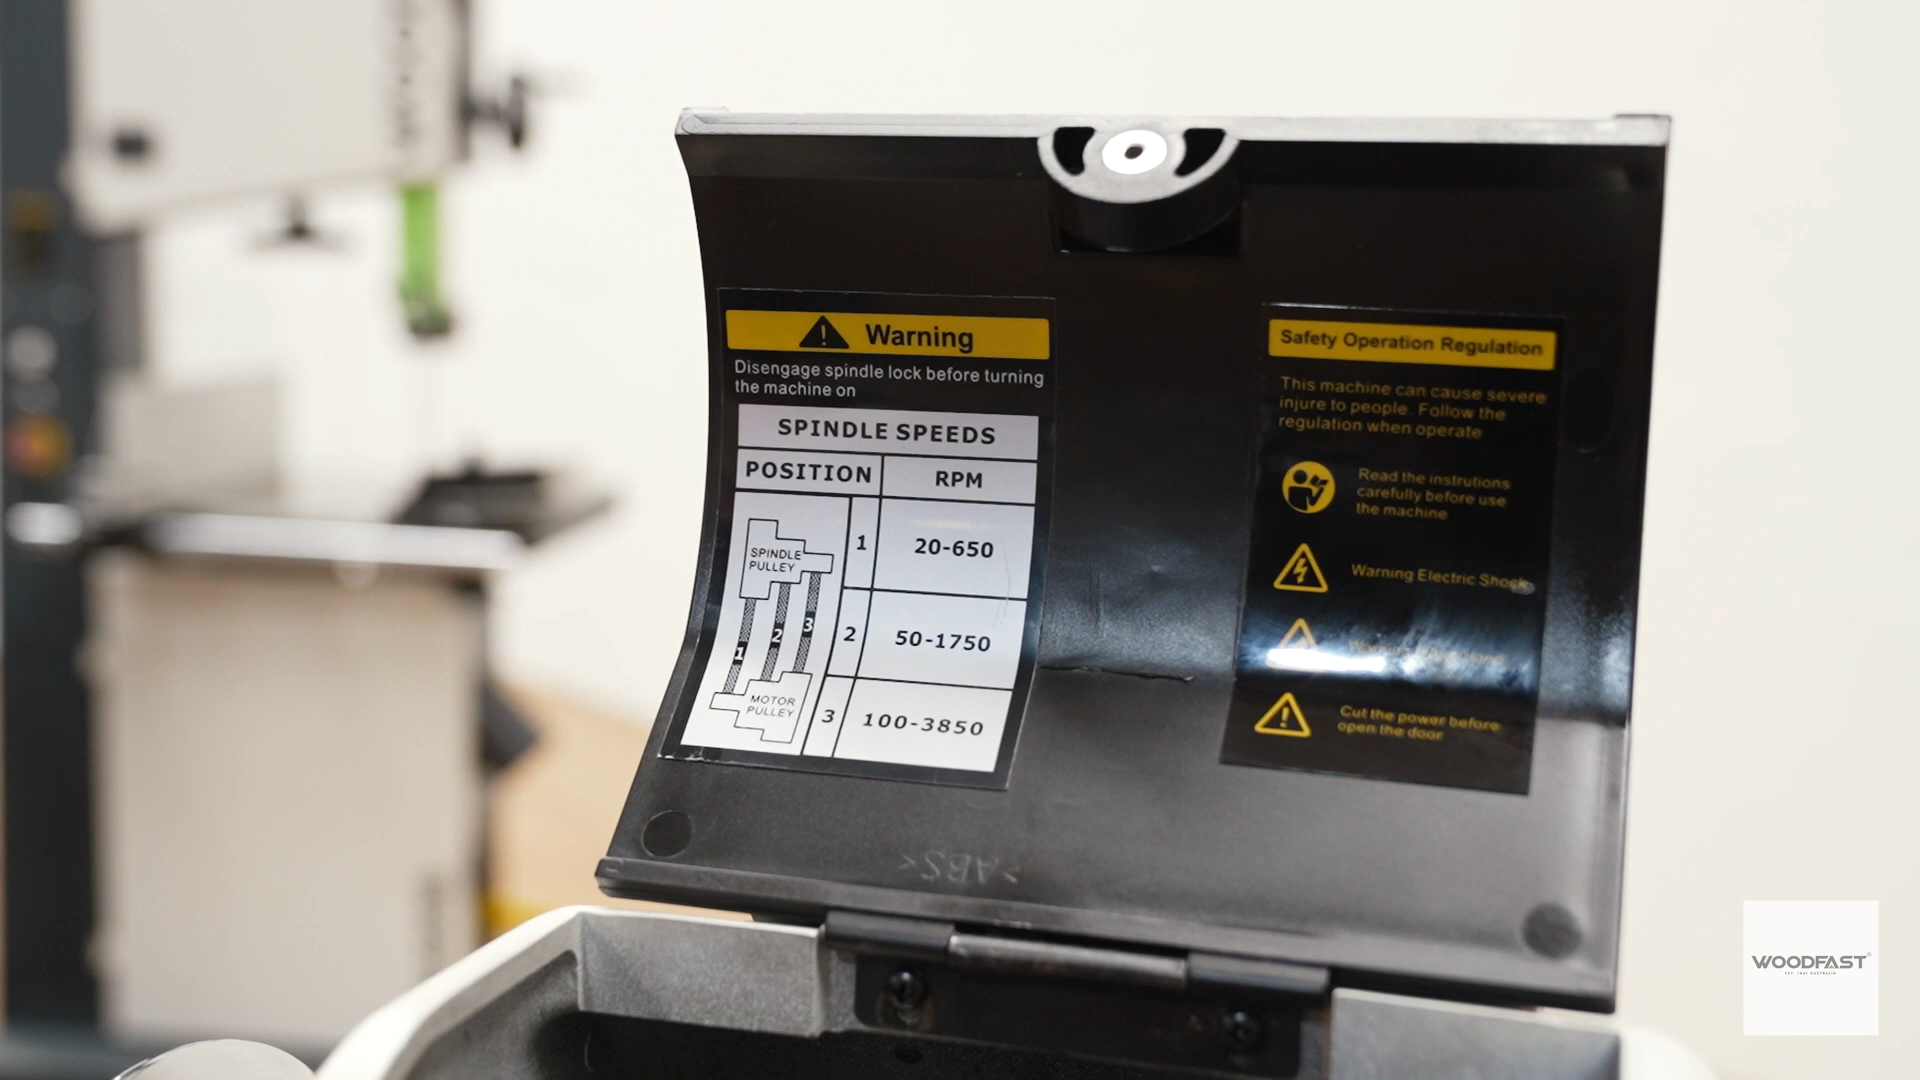 Warning
Disengage spindle lock before turning
the machine on
SPINDLE SPEEDS
POSITION RPM
SPINDLE
PULLEY
1 20-650
2 50-1750
3 100-3850
1 2 3
MOTOR
PULLEY
Safety Operation Regulation
This machine can cause severe
injure to people. Follow the
regulation when operate
Read the instrutions
carefully before use
the machine
Warning Electric Shock
Cut the power before
open the door
>ABS<
WOODFAST®